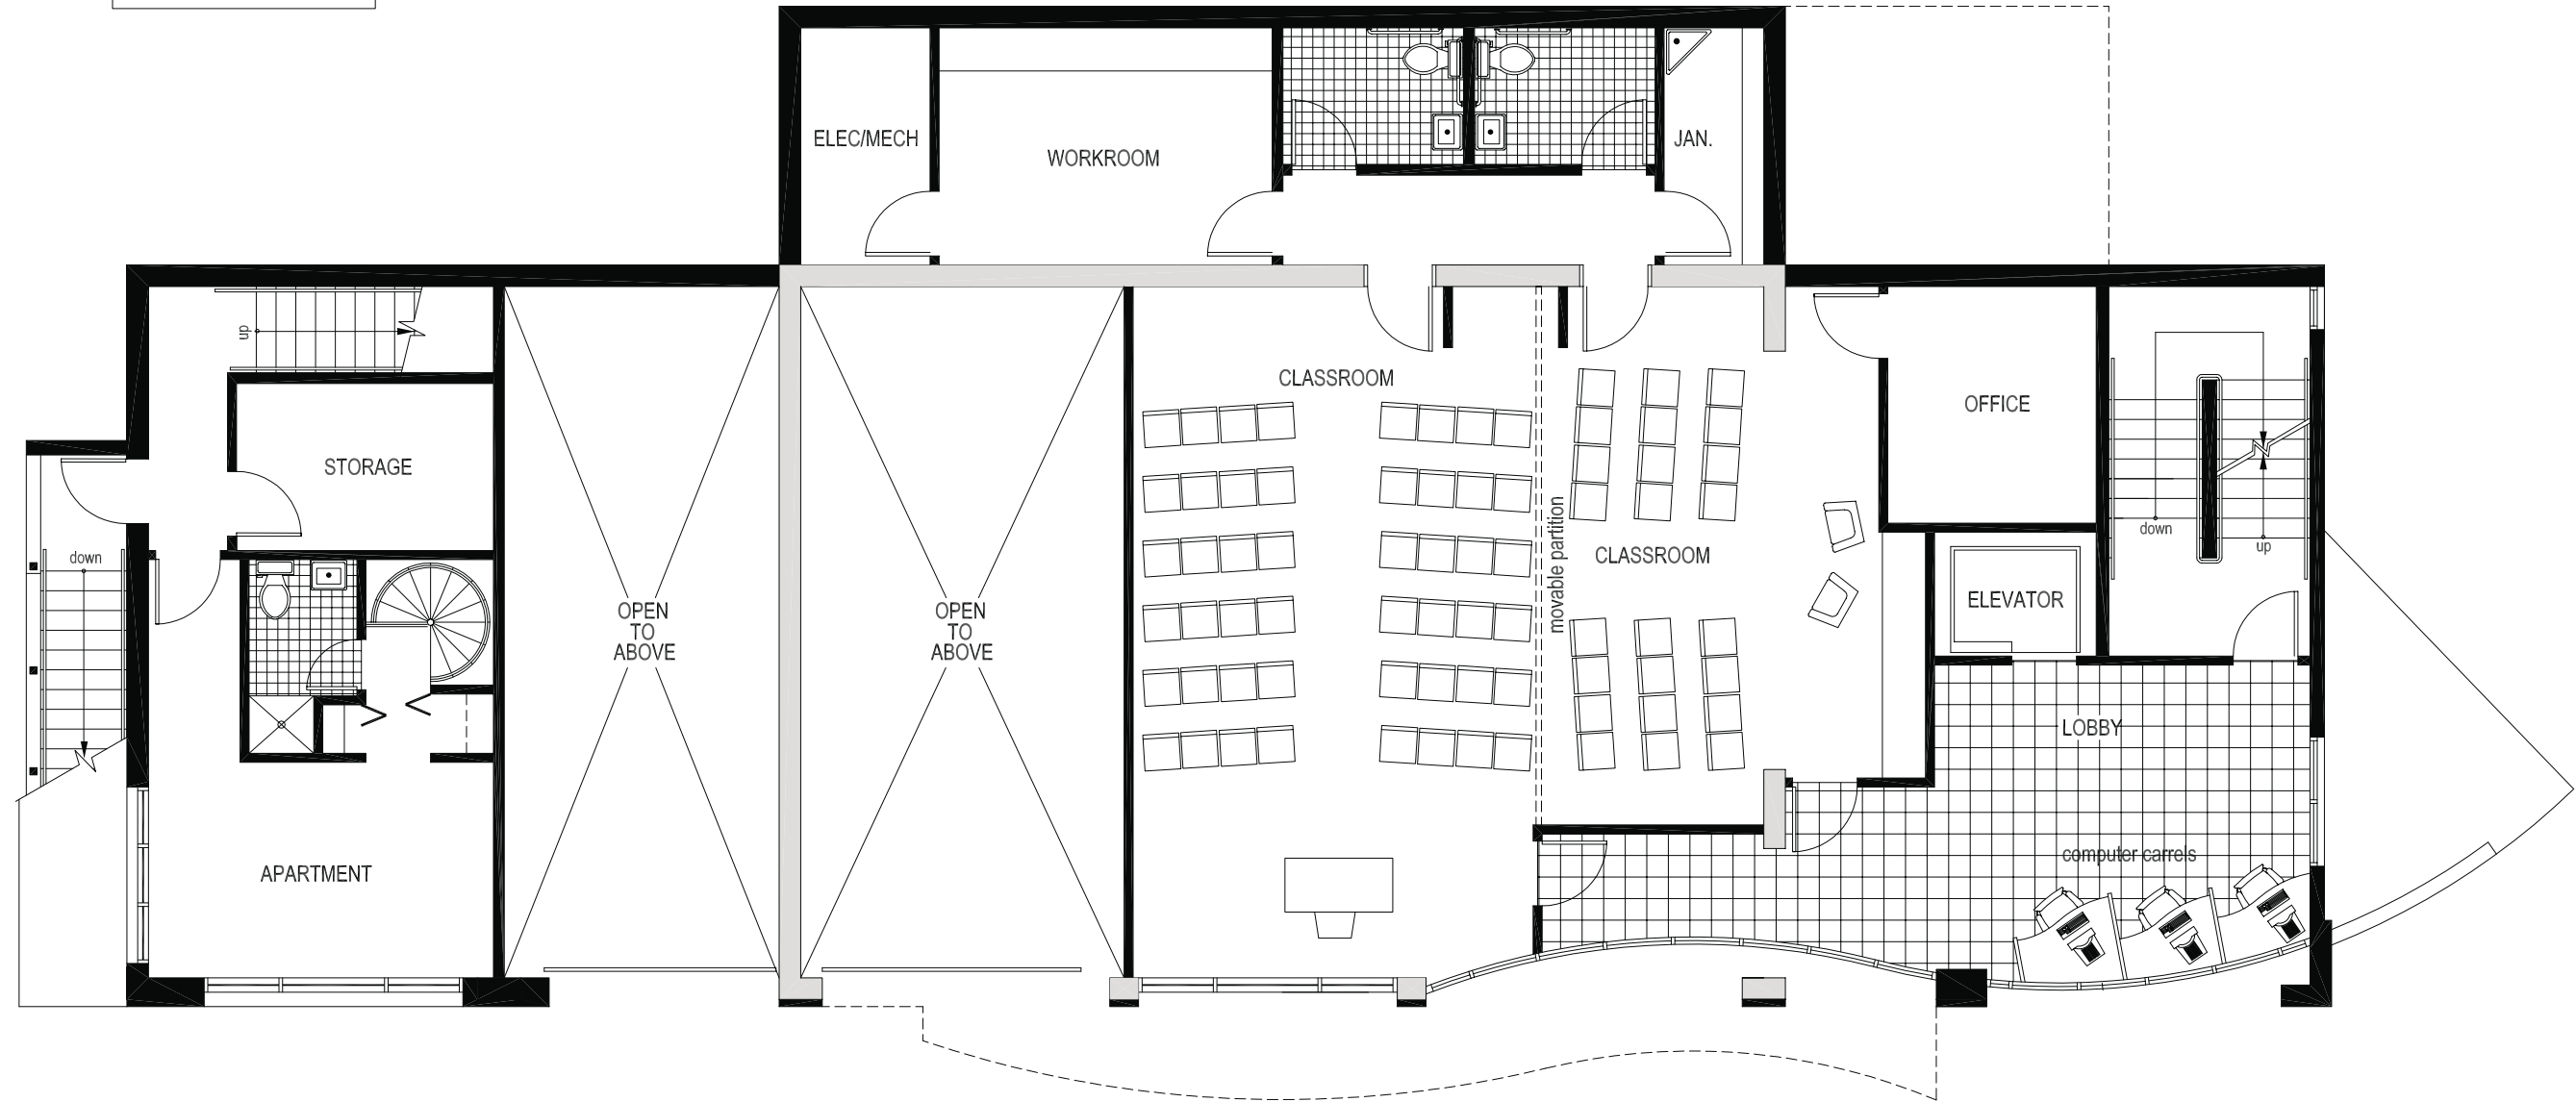 ELEC/MECH
WORKROOM
JAN.
up
STORAGE
down
CLASSROOM
OFFICE
movable partition
CLASSROOM
down
up
ELEVATOR
OPEN
TO
ABOVE
OPEN
TO
ABOVE
LOBBY
APARTMENT
computer carrels